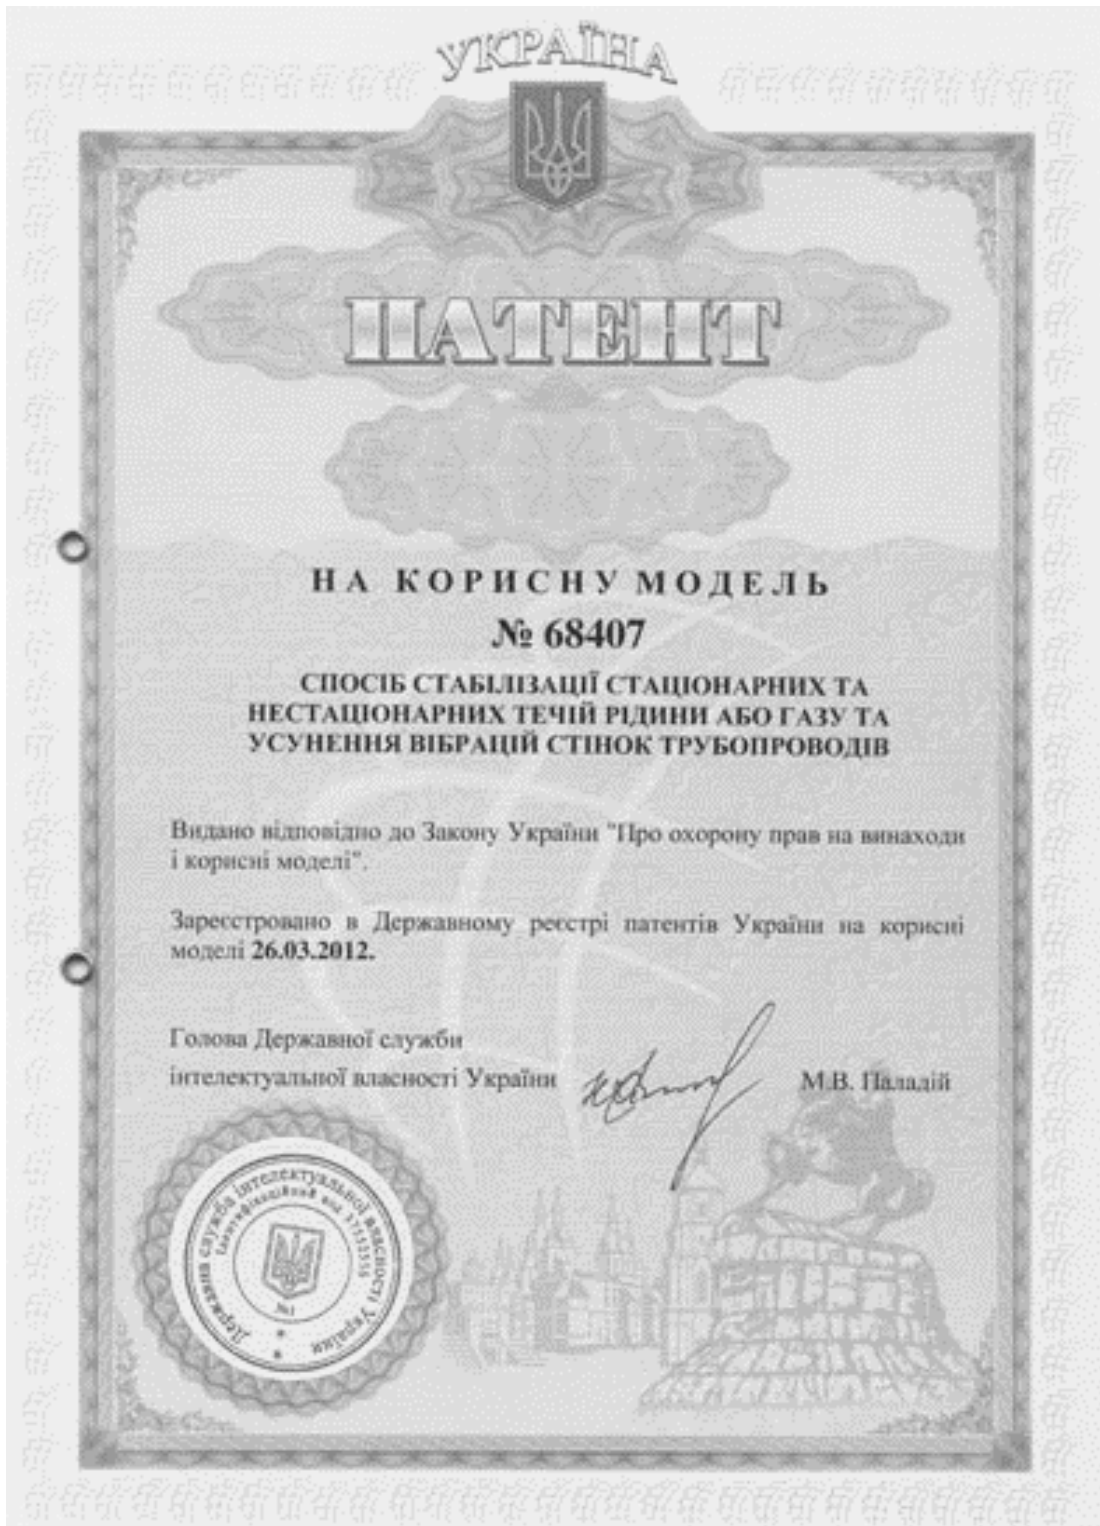 УКРАЇНА
ПАТЕНТ
НА КОРИСНУ МОДЕЛЬ
№ 68407
СПОСІБ СТАБІЛІЗАЦІЇ СТАЦІОНАРНИХ ТА
НЕСТАЦІОНАРНИХ ТЕЧІЙ РІДИНИ АБО ГАЗУ ТА
УСУНЕННЯ ВІБРАЦІЙ СТІНОК ТРУБОПРОВОДІВ
Видано відповідно до Закону України "Про охорону прав на винаходи
і корисні моделі".
Зареєстровано в Державному реєстрі патентів України на корисні
моделі 26.03.2012.
Голова Державної служби
інтелектуальної власності України
М.В. Паладій
Державна служба інтелектуальної власності України
Ідентифікаційний код
№1